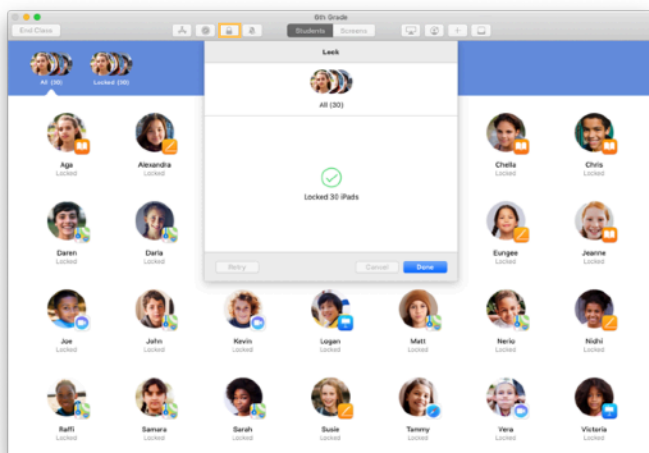 6th Grade
End Class
Students
Screens
All (30)
Locked (30)
Lock
All (30)
Locked 30 iPads
Retry
Cancel
Done
Aga
Alexandra
Chella
Chris
Locked
Locked
Locked
Locked
Daren
Darla
Eungee
Jeanne
Locked
Locked
Locked
Locked
Joe
John
Kevin
Logan
Matt
Nerio
Nidhi
Locked
Locked
Locked
Locked
Locked
Locked
Locked
Raffi
Samara
Sarah
Susie
Tammy
Vera
Victoria
Locked
Locked
Locked
Locked
Locked
Locked
Locked